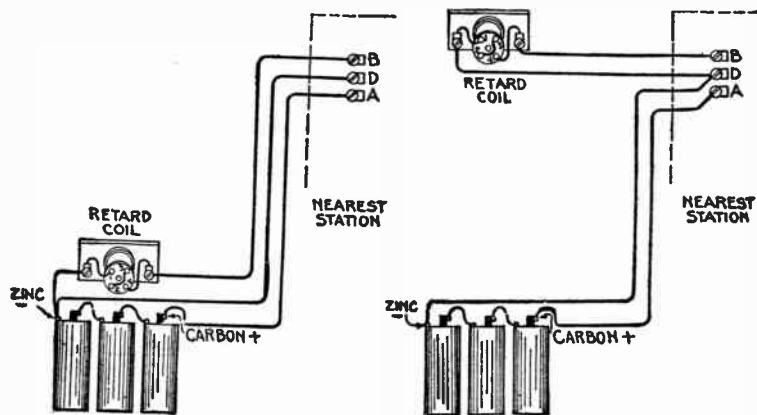 B
D
A
NEAREST
STATION
RETARD
COIL
ZINC
CARBON +
RETARD
COIL
B
D
A
NEAREST
STATION
ZINC
CARBON +